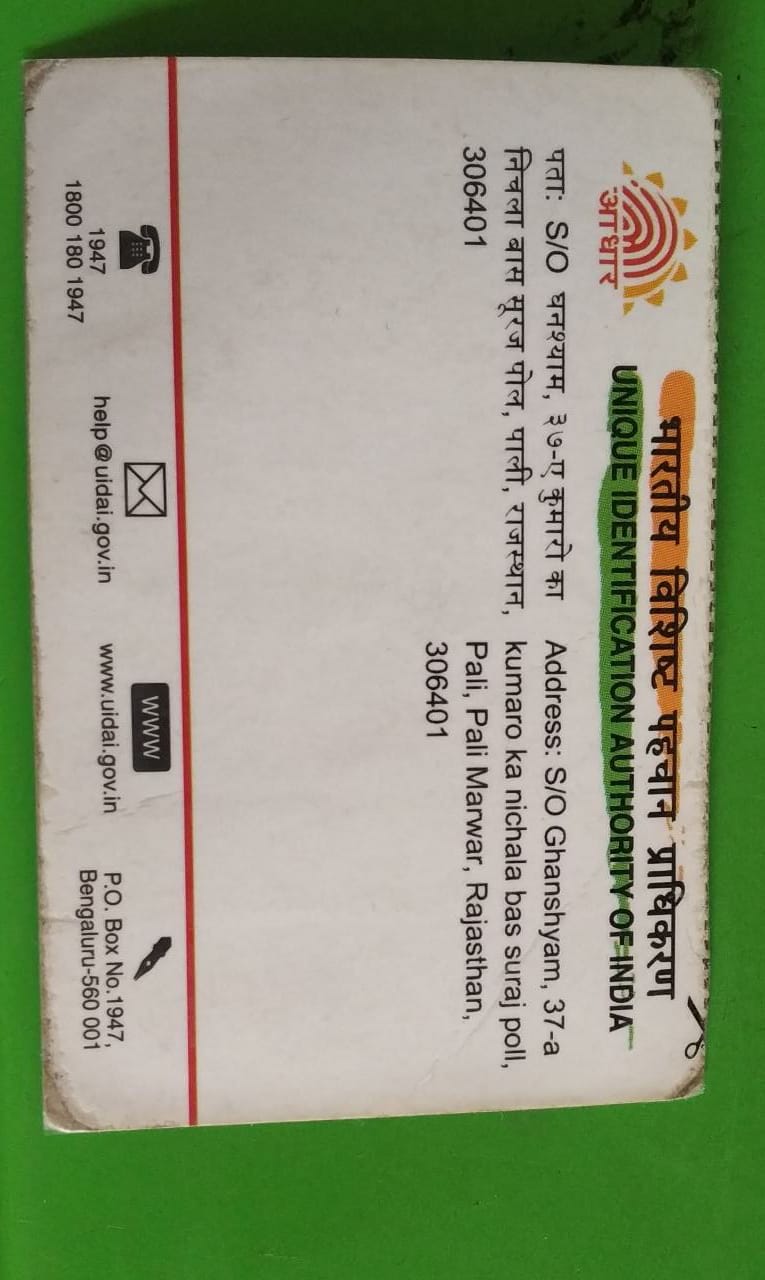 आधार
भारतीय विशिष्ट पहचान प्राधिकरण
UNIQUE IDENTIFICATION AUTHORITY OF INDIA
पता: S/O घनश्याम, ३७-ए कुमारो का
निचला बास सूरज पोल, पाली, राजस्थान,
306401
Address: S/O Ghanshyam, 37-a
kumaro ka nichala bas suraj poll,
Pali, Pali Marwar, Rajasthan,
306401
1947
1800 180 1947
help@uidai.gov.in
WWW
www.uidai.gov.in
P.O. Box No.1947,
Bengaluru-560 001